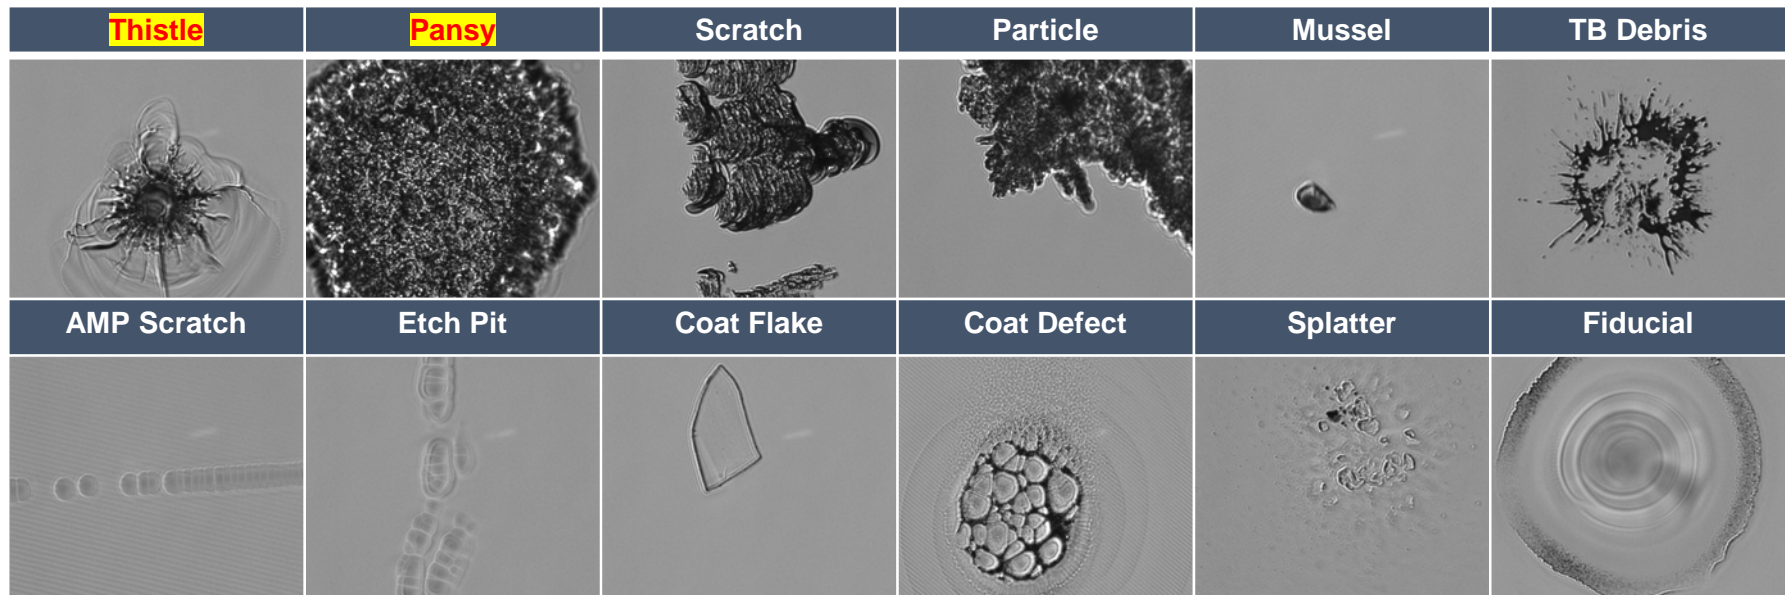 Thistle Pansy Scratch Particle Mussel TB Debris
AMP Scratch Etch Pit Coat Flake Coat Defect Splatter Fiducial